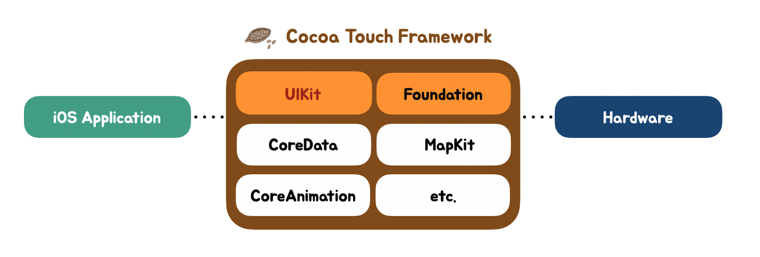 Cocoa Touch Framework
UIKit
Foundation
iOS Application
Hardware
CoreData
MapKit
CoreAnimation
etc.